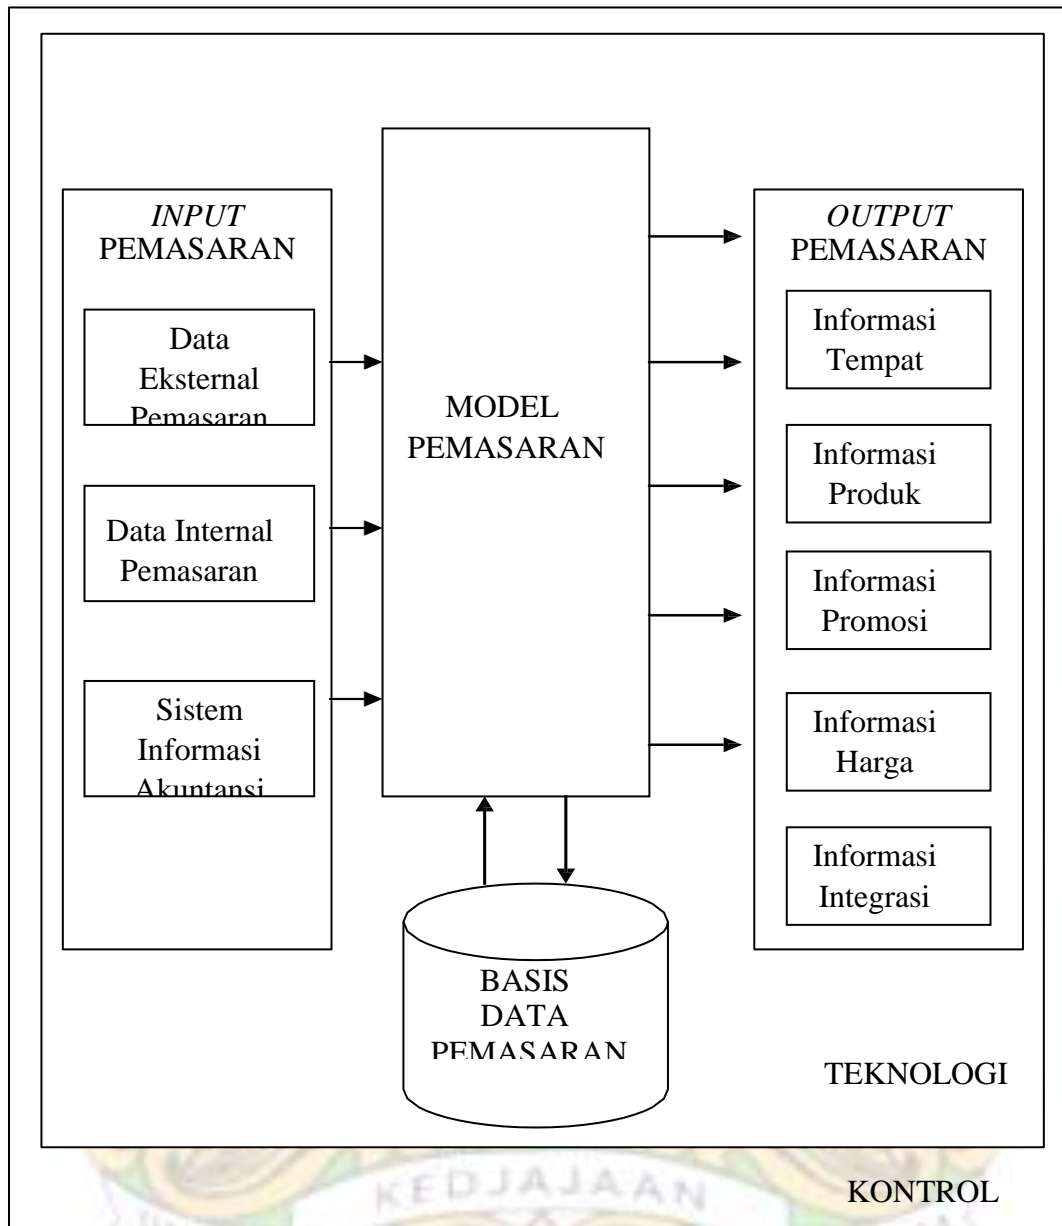 INPUT
PEMASARAN
Data
Eksternal
Pemasaran
Data Internal
Pemasaran
Sistem
Informasi
Akuntansi
MODEL
PEMASARAN
BASIS
DATA
PEMASARAN
OUTPUT
PEMASARAN
Informasi
Tempat
Informasi
Produk
Informasi
Promosi
Informasi
Harga
Informasi
Integrasi
TEKNOLOGI
KEDJAJAAN
KONTROL